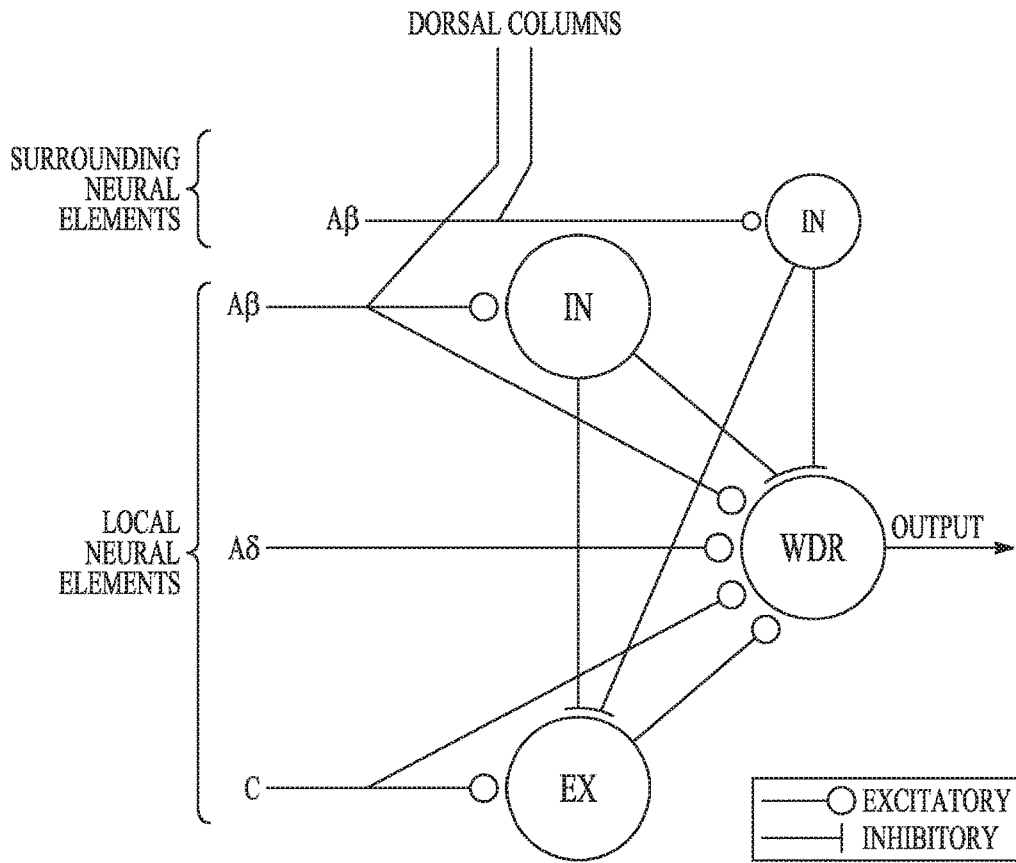 DORSAL COLUMNS
SURROUNDING
NEURAL
ELEMENTS
Aβ
IN
Aβ
IN
LOCAL
NEURAL
ELEMENTS
Aδ
WDR
OUTPUT
C
EX
EXCITATORY
INHIBITORY